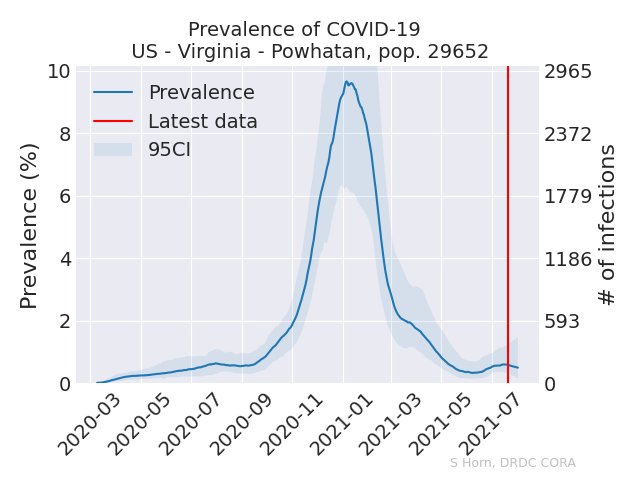 Prevalence of COVID-19
US - Virginia - Powhatan, pop. 29652
Prevalence
Latest data
95CI
Prevalence (%)
10
8
6
4
2
0
2965
2372
1779
1186
593
0
# of infections
2020-03
2020-05
2020-07
2020-09
2020-11
2021-01
2021-03
2021-05
2021-07
S Horn, DRDC CORA